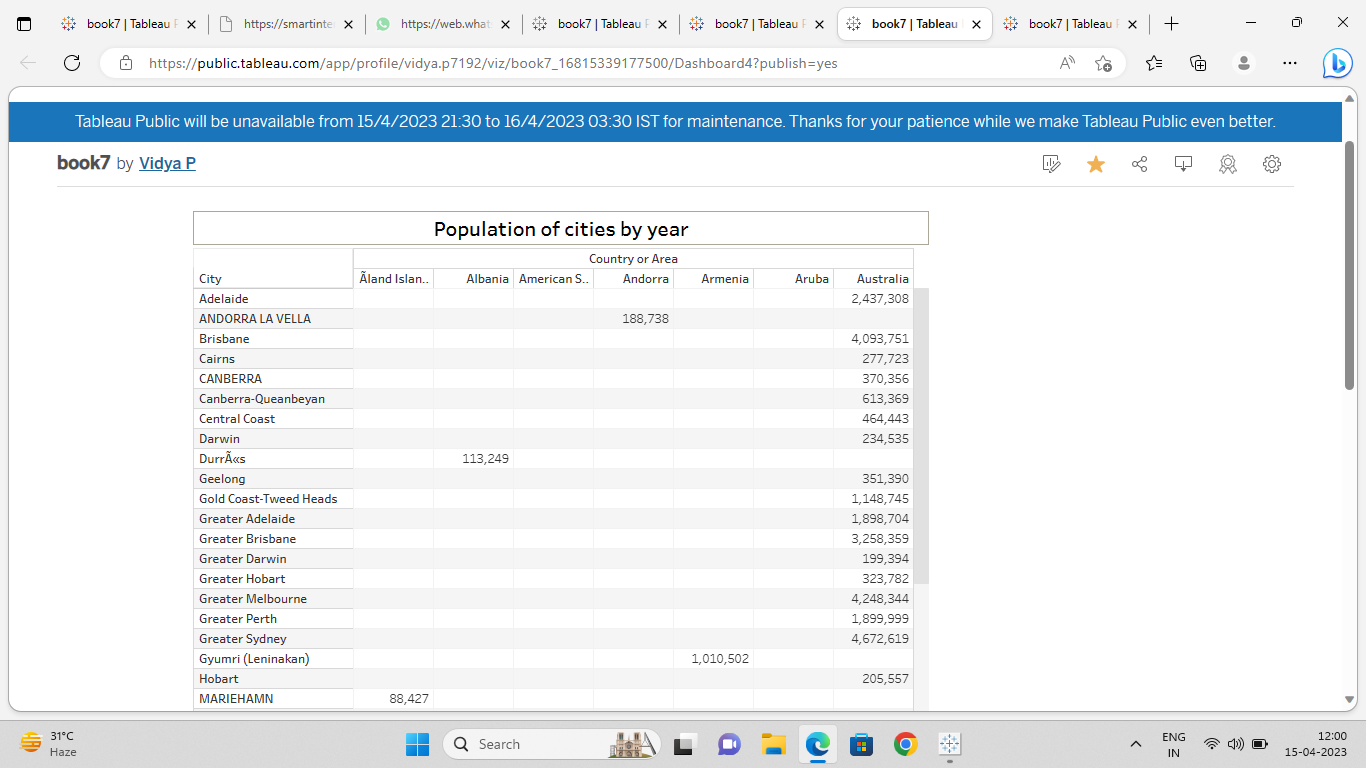 book7 | Tableau P https://smartinte https://web.what book7 | Tableau P book7 | Tableau P book7 | Tableau book7 | Tableau P
https://public.tableau.com/app/profile/vidya.p7192/viz/book7_16815339177500/Dashboard4?publish=yes
Tableau Public will be unavailable from 15/4/2023 21:30 to 16/4/2023 03:30 IST for maintenance. Thanks for your patience while we make Tableau Public even better.
book7 by Vidya P
Population of cities by year
Country or Area
City Ãland Islan.. Albania American S.. Andorra Armenia Aruba Australia
Adelaide 2,437,308
ANDORRA LA VELLA 188,738
Brisbane 4,093,751
Cairns 277,723
CANBERRA 370,356
Canberra-Queanbeyan 613,369
Central Coast 464,443
Darwin 234,535
DurrÃ«s 113,249
Geelong 351,390
Gold Coast-Tweed Heads 1,148,745
Greater Adelaide 1,898,704
Greater Brisbane 3,258,359
Greater Darwin 199,394
Greater Hobart 323,782
Greater Melbourne 4,248,344
Greater Perth 1,899,999
Greater Sydney 4,672,619
Gyumri (Leninakan) 1,010,502
Hobart 205,557
MARIEHAMN 88,427
31°C
Haze
Search
ENG
IN
12:00
15-04-2023